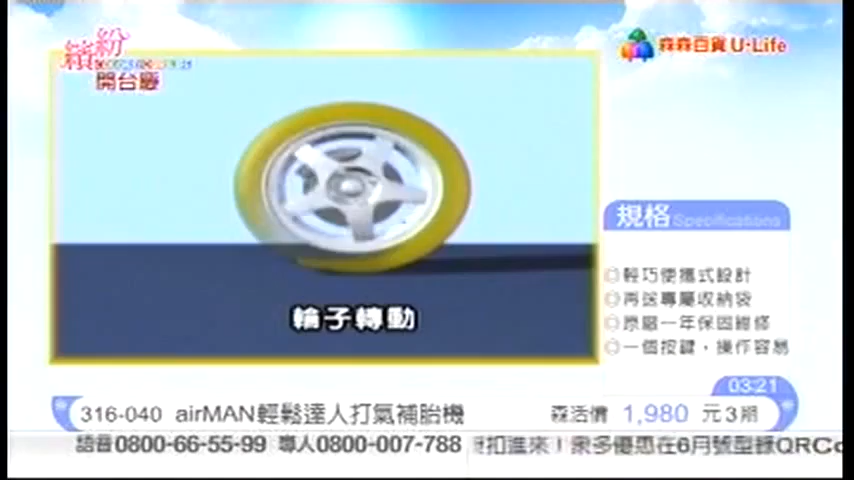 繽紛
開台慶
森森百貨 U-Life
規格 Specifications
◎輕巧便攜式設計
◎再送專屬收納袋
◎原廠一年保固維修
◎一個按鍵，操作容易
輪子轉動
03:21
316-040 airMAN輕鬆達人打氣補胎機 森活價 1,980 元3期
語音0800-66-55-99 專人0800-007-788 扣進來！眾多優惠在6月號型錄QRCo